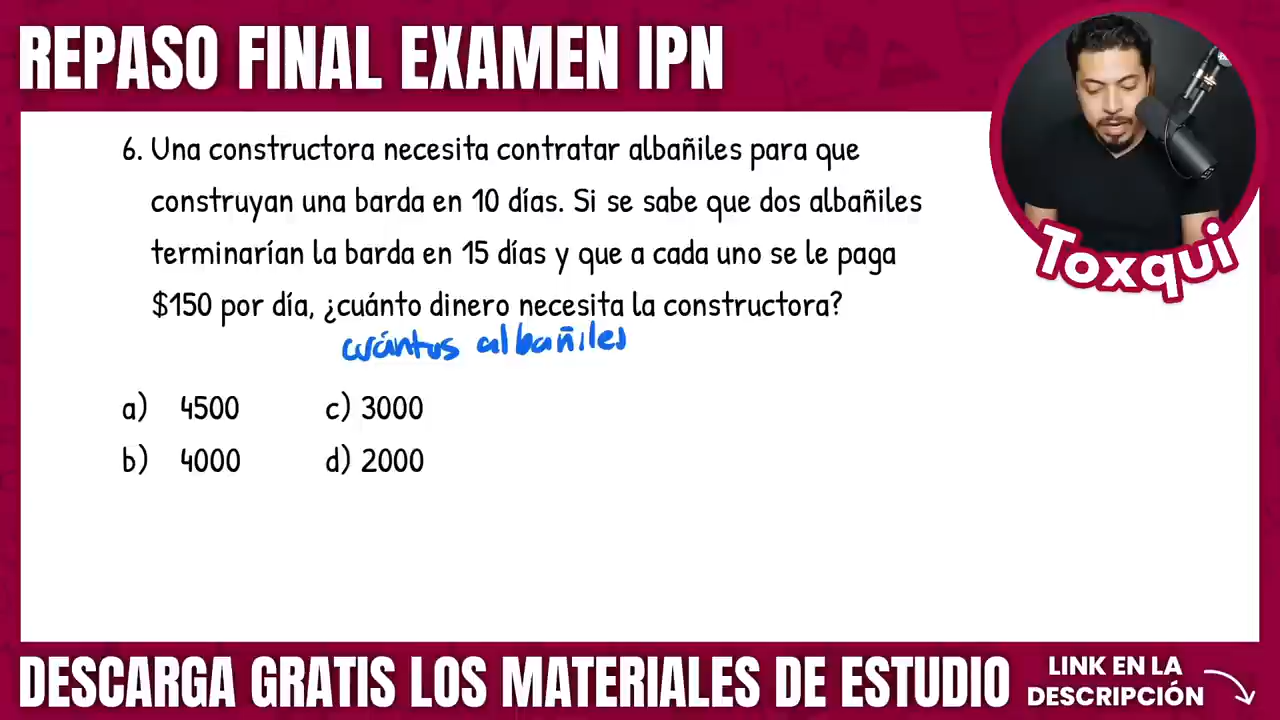 REPASO FINAL EXAMEN IPN
6. Una constructora necesita contratar albañiles para que
construyan una barda en 10 días. Si se sabe que dos albañiles
terminarían la barda en 15 días y que a cada uno se le paga
$150 por día, ¿cuánto dinero necesita la constructora?
cuántos albañiles
a) 4500 c) 3000
b) 4000 d) 2000
Toxqui
DESCARGA GRATIS LOS MATERIALES DE ESTUDIO
LINK EN LA
DESCRIPCIÓN